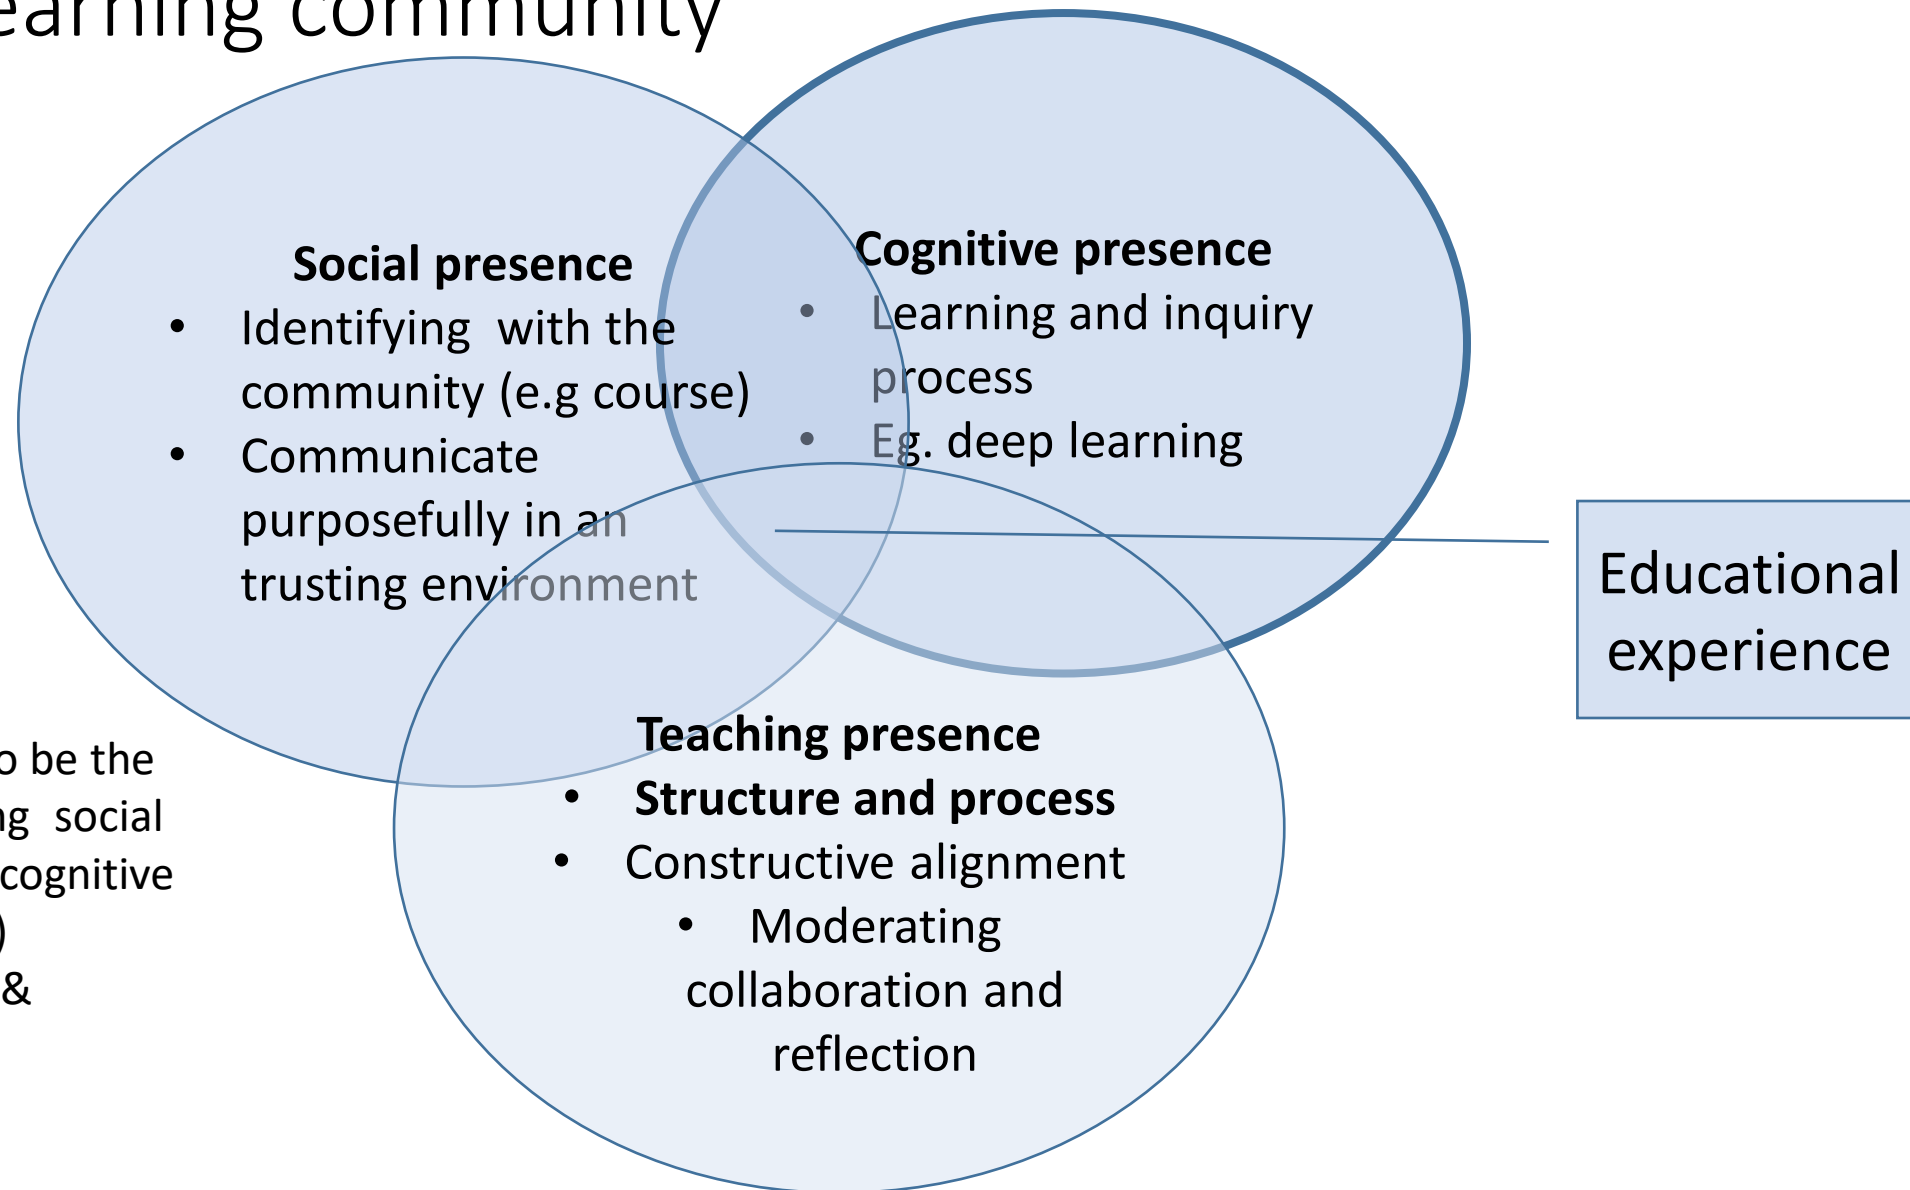 earning community
Social presence
• Identifying with the
community (e.g course)
• Communicate
purposefully in an
trusting environment
Cognitive presence
• Learning and inquiry
process
• Eg. deep learning
Educational
experience
Teaching presence
• Structure and process
• Constructive alignment
• Moderating
collaboration and
reflection
o be the
ng social
cognitive
)
&